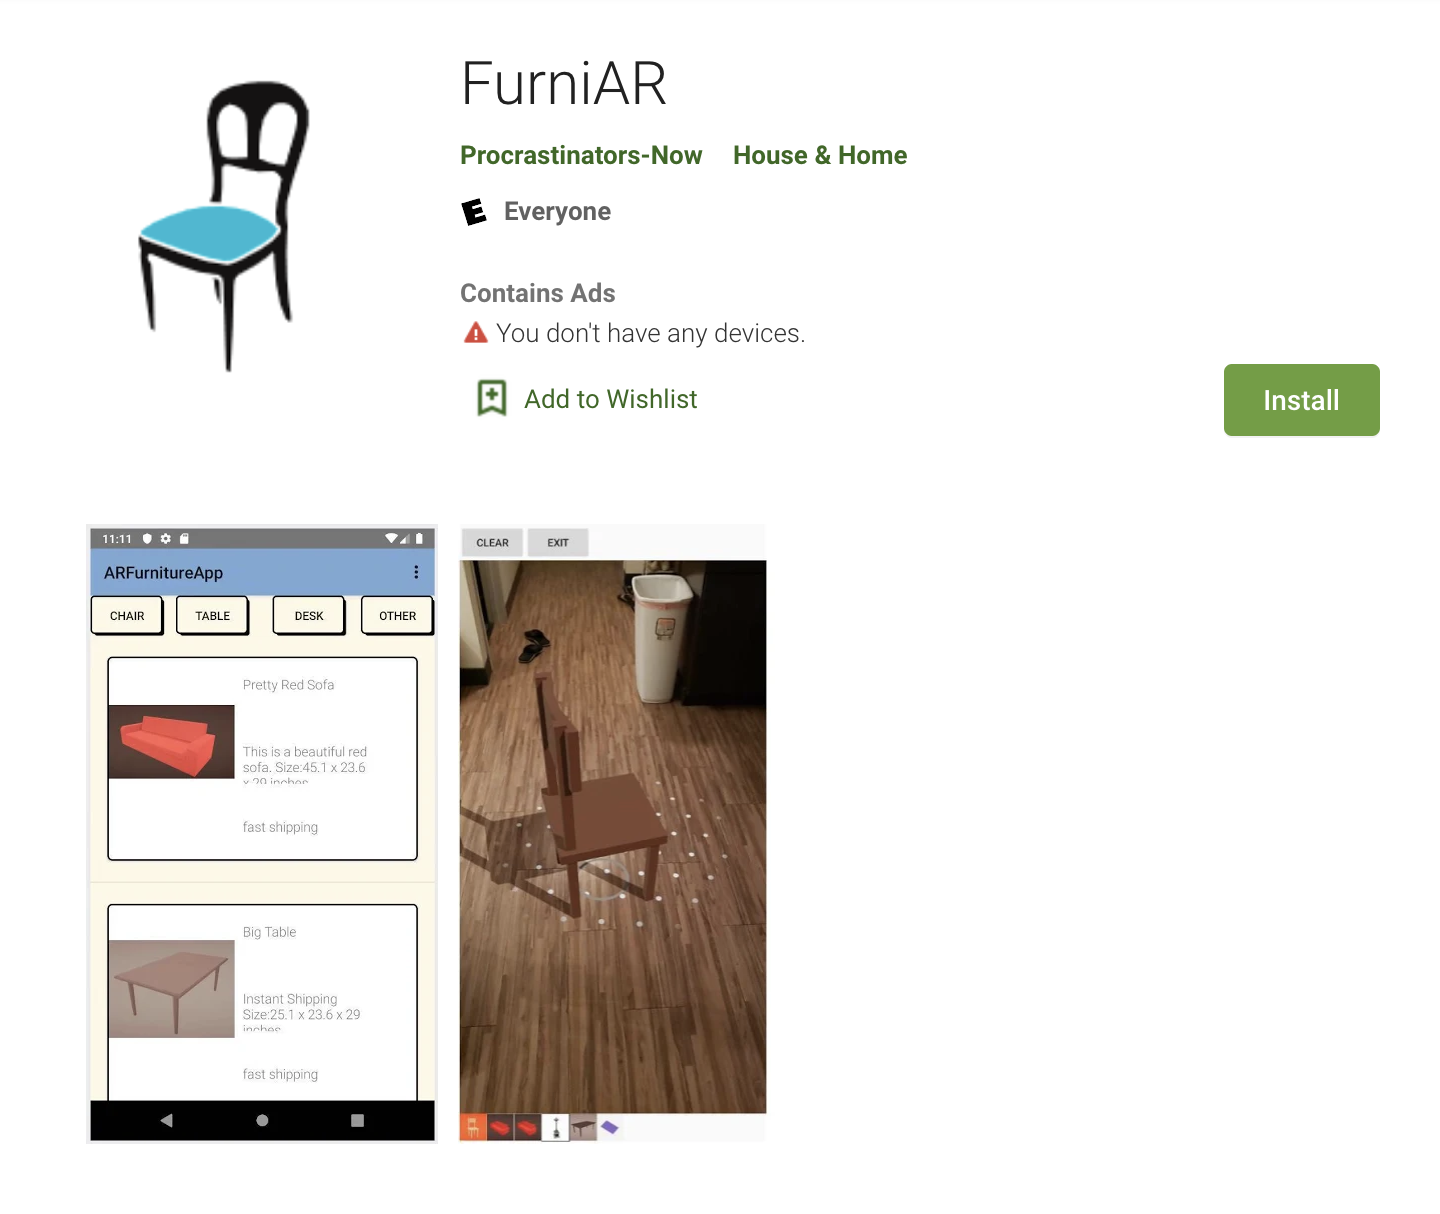 FurniAR
Procrastinators-Now House & Home
E Everyone
Contains Ads
You don't have any devices.
Add to Wishlist
Install
11:11
ARFurnitureApp
CHAIR TABLE DESK OTHER
Pretty Red Sofa
This is a beautiful red
sofa. Size:45.1 x 23.6
x 29 inches
fast shipping
Big Table
Instant Shipping
Size:25.1 x 23.6 x 29
inches
fast shipping
CLEAR EXIT